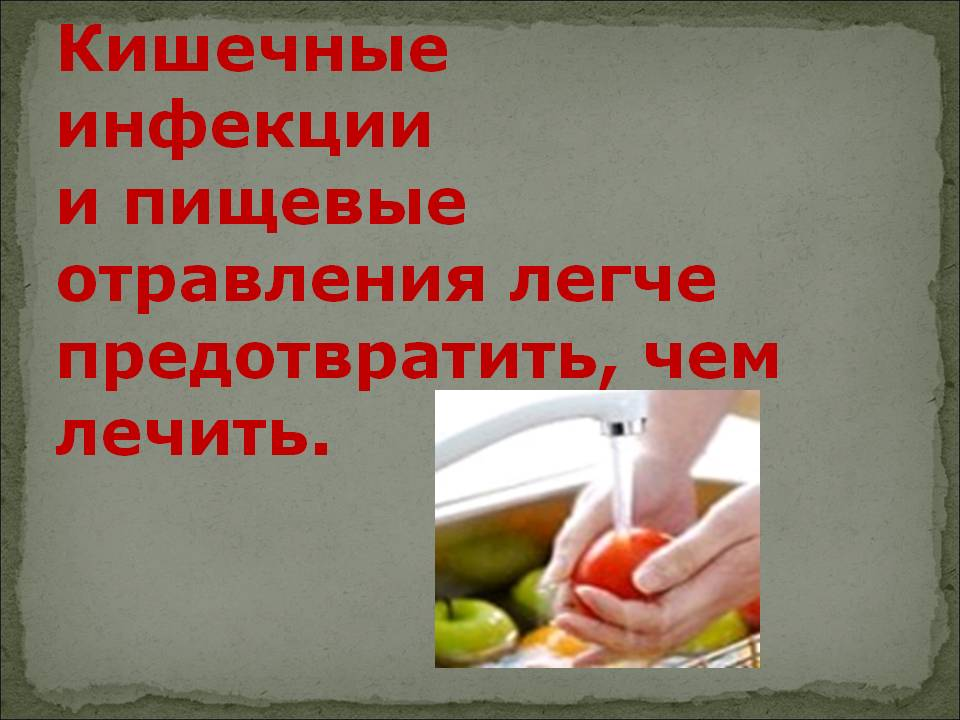 Кишечные
инфекции
и пищевые
отравления легче
предотвратить, чем
лечить.